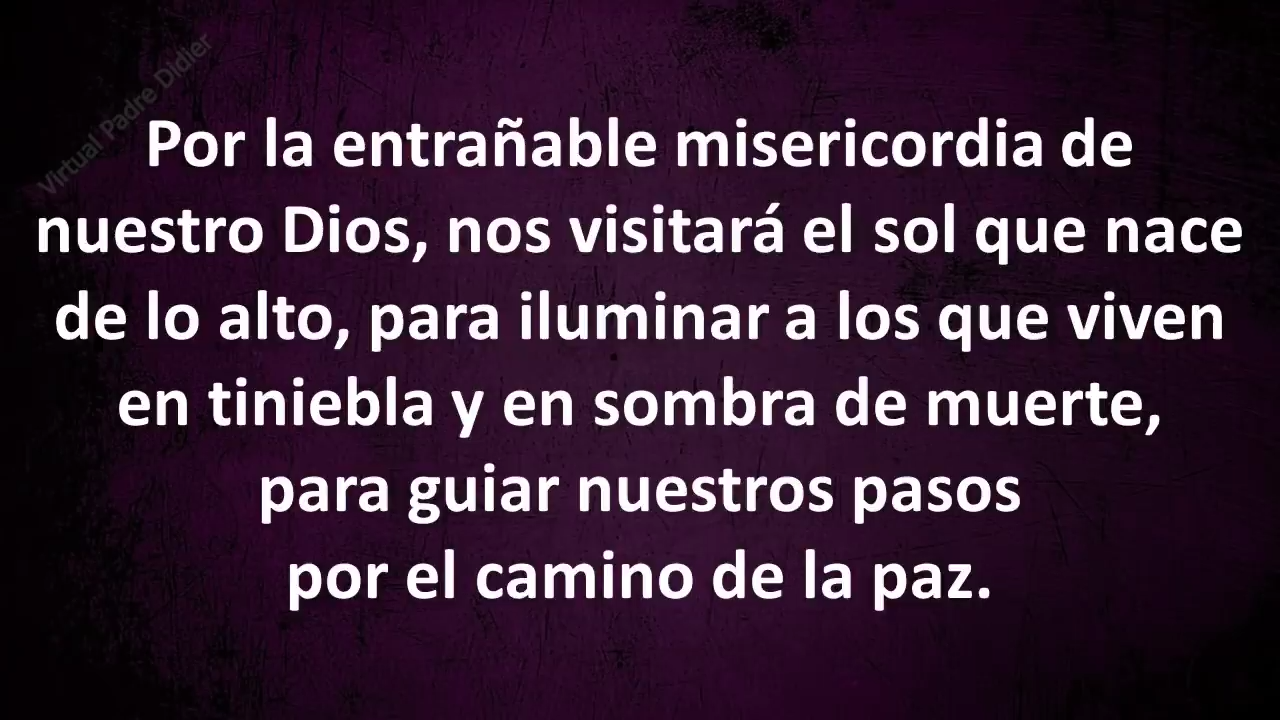 Virtual Padre Didier
Por la entrañable misericordia de
nuestro Dios, nos visitará el sol que nace
de lo alto, para iluminar a los que viven
en tiniebla y en sombra de muerte,
para guiar nuestros pasos
por el camino de la paz.